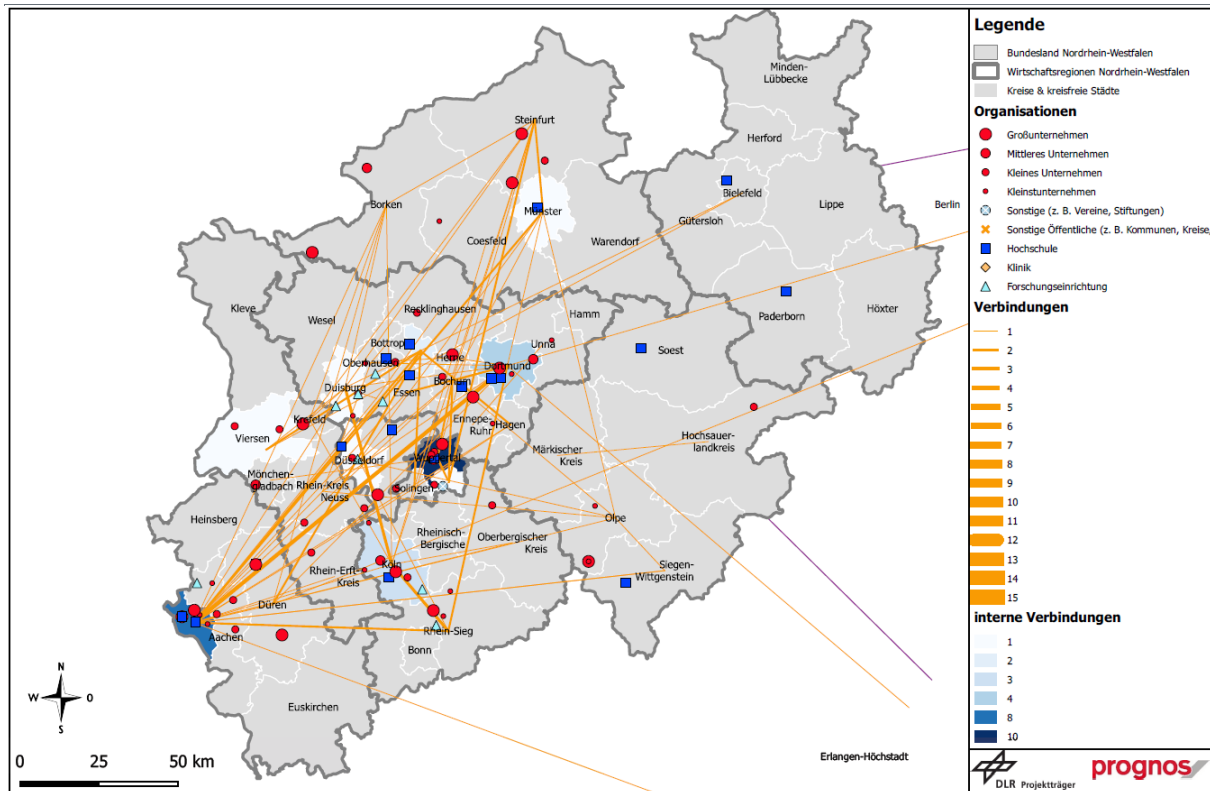 Legende
Bundesland Nordrhein-Westfalen
Wirtschaftsregionen Nordrhein-Westfalen
Kreise & kreisfreie Städte
Organisationen
Großunternehmen
Mittleres Unternehmen
Kleines Unternehmen
Kleinstunternehmen
Sonstige (z. B. Vereine, Stiftungen)
Sonstige Öffentliche (z. B. Kommunen, Kreise,
Hochschule
Klinik
Forschungseinrichtung
Verbindungen
1
2
3
4
5
6
7
8
9
10
11
12
13
14
15
interne Verbindungen
1
2
3
4
8
10
DLR Projektträger
prognos
Minden-
Lübbecke
Steinfurt
Herford
Bielefeld
Lippe
Berlin
Borken
Münster
Gütersloh
Coesfeld
Warendorf
Kleve
Wesel
Recklinghausen
Hamm
Paderborn
Höxter
Bottrop
Unna
Soest
Oberhausen
Herne
Dortmund
Duisburg
Essen
Bochum
Krefeld
Viersen
Ennepe-
Ruhr
Hagen
Hochsauer-
landkreis
Märkischer
Kreis
Düsseldorf
Wuppertal
Mönchen-
gladbach
Rhein-Kreis
Neuss
Solingen
Heinsberg
Olpe
Rheinisch-
Bergische
Oberbergischer
Kreis
Köln
Rhein-Erft-
Kreis
Siegen-
Wittgenstein
Düren
Aachen
Rhein-Sieg
Bonn
Euskirchen
Erlangen-Höchstadt
N
W
O
S
0
25
50 km